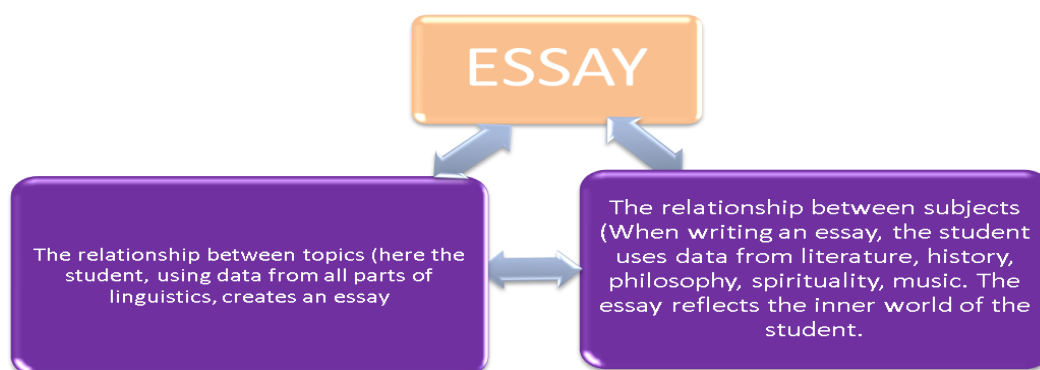 ESSAY
The relationship between topics (here the
student, using data from all parts of
linguistics, creates an essay
The relationship between subjects
(When writing an essay, the student
uses data from literature, history,
philosophy, spirituality, music. The
essay reflects the inner world of the
student.